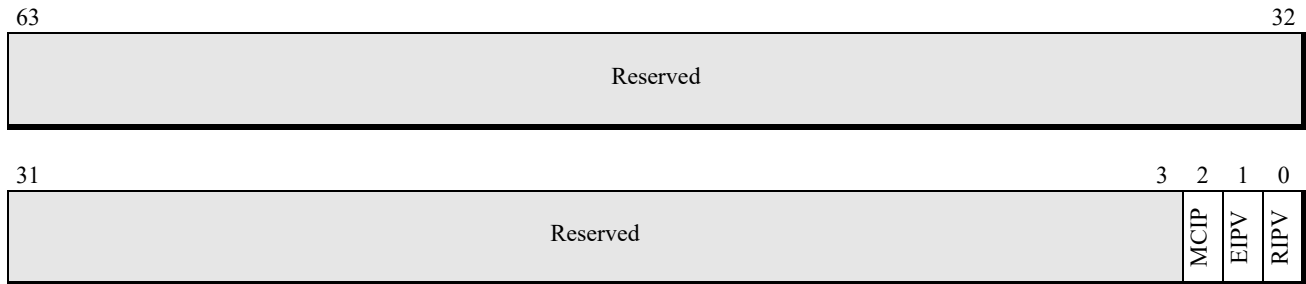 63 32
Reserved
31 3 2 1 0
Reserved MCIP EIPV RIPV